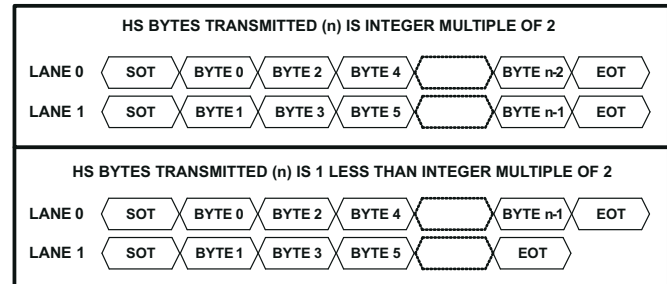 HS BYTES TRANSMITTED (n) IS INTEGER MULTIPLE OF 2
LANE 0 SOT BYTE 0 BYTE 2 BYTE 4 BYTE n-2 EOT
LANE 1 SOT BYTE 1 BYTE 3 BYTE 5 BYTE n-1 EOT
HS BYTES TRANSMITTED (n) IS 1 LESS THAN INTEGER MULTIPLE OF 2
LANE 0 SOT BYTE 0 BYTE 2 BYTE 4 BYTE n-1 EOT
LANE 1 SOT BYTE 1 BYTE 3 BYTE 5 EOT